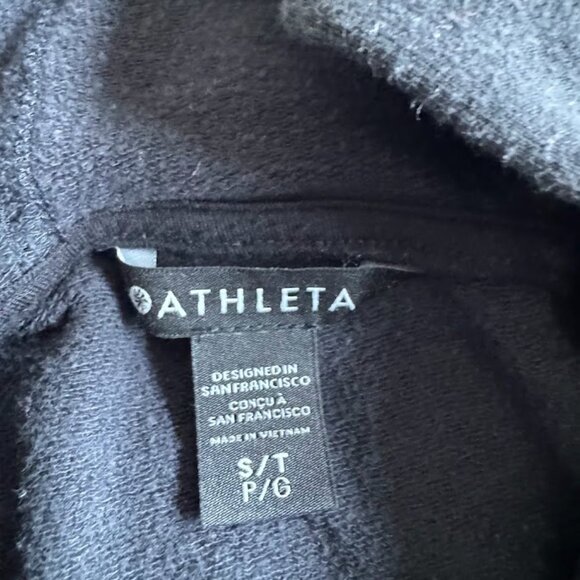 ATHLETA
DESIGNED IN
SAN FRANCISCO
CONÇU À
SAN FRANCISCO
MADE IN VIETNAM
S/T
P/G